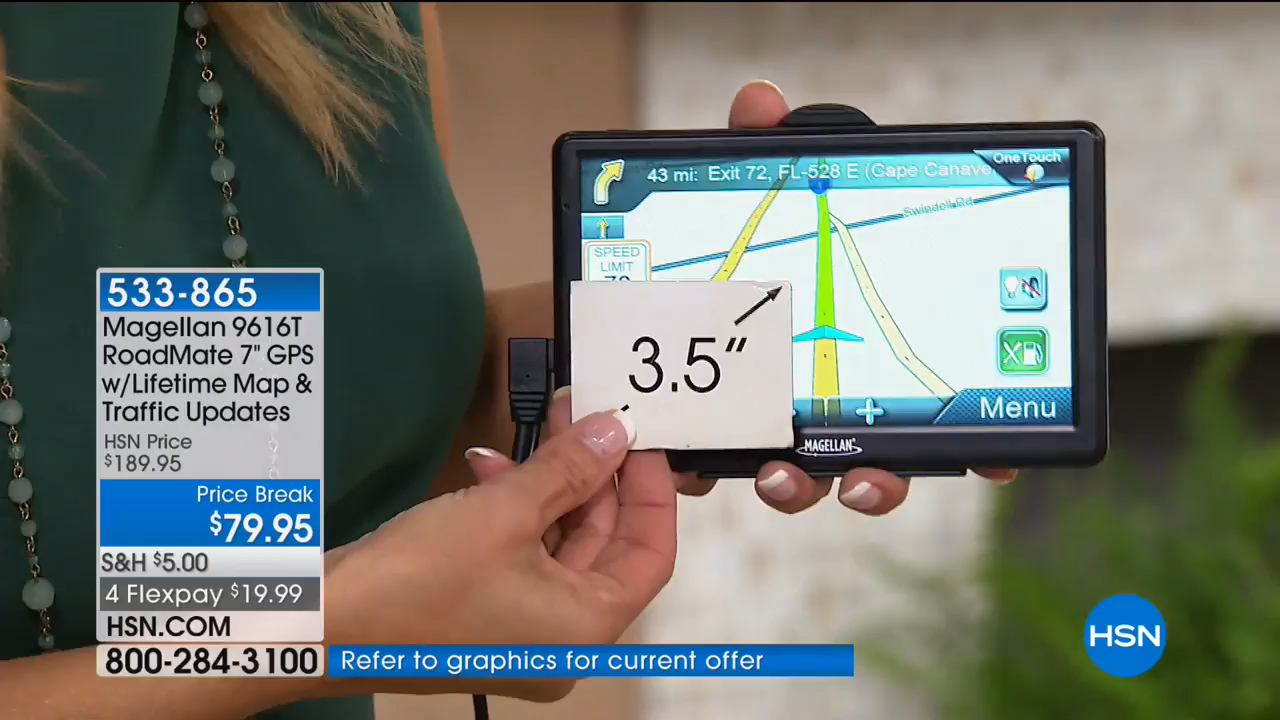 43 mi: Exit 72, FL-528 E (Cape Canave
OneTouch
Swindell Rd
SPEED
LIMIT
3.5"
+
Menu
MAGELLAN
533-865
Magellan 9616T
RoadMate 7" GPS
w/Lifetime Map &
Traffic Updates
HSN Price
$189.95
Price Break
$79.95
S&H $5.00
4 Flexpay $19.99
HSN.COM
800-284-3100
Refer to graphics for current offer
HSN